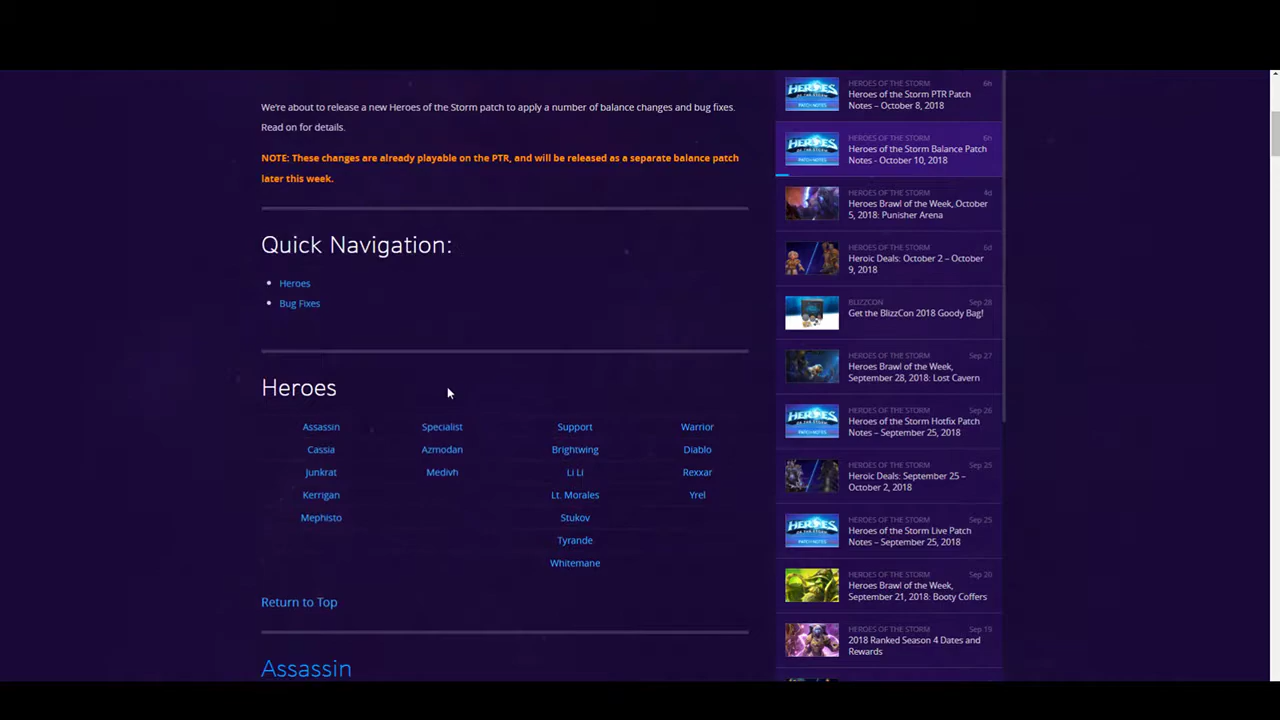 We're about to release a new Heroes of the Storm patch to apply a number of balance changes and bug fixes.
Read on for details.
NOTE: These changes are already playable on the PTR, and will be released as a separate balance patch
later this week.
Quick Navigation:
Heroes
Bug Fixes
Heroes
Assassin Specialist Support Warrior
Cassia Azmodan Brightwing Diablo
Junkrat Medivh Li Li Rexxar
Kerrigan Lt. Morales Yrel
Mephisto Stukov
Tyrande
Whitemane
Return to Top
Assassin
HEROES OF THE STORM 6h
Heroes of the Storm PTR Patch
Notes – October 8, 2018
HEROES OF THE STORM 6h
Heroes of the Storm Balance Patch
Notes - October 10, 2018
HEROES OF THE STORM 4d
Heroes Brawl of the Week, October
5, 2018: Punisher Arena
HEROES OF THE STORM 6d
Heroic Deals: October 2 – October
9, 2018
BLIZZCON Sep 28
Get the BlizzCon 2018 Goody Bag!
HEROES OF THE STORM Sep 27
Heroes Brawl of the Week,
September 28, 2018: Lost Cavern
HEROES OF THE STORM Sep 26
Heroes of the Storm Hotfix Patch
Notes – September 25, 2018
HEROES OF THE STORM Sep 25
Heroic Deals: September 25 –
October 2, 2018
HEROES OF THE STORM Sep 25
Heroes of the Storm Live Patch
Notes – September 25, 2018
HEROES OF THE STORM Sep 20
Heroes Brawl of the Week,
September 21, 2018: Booty Coffers
HEROES OF THE STORM Sep 19
2018 Ranked Season 4 Dates and
Rewards